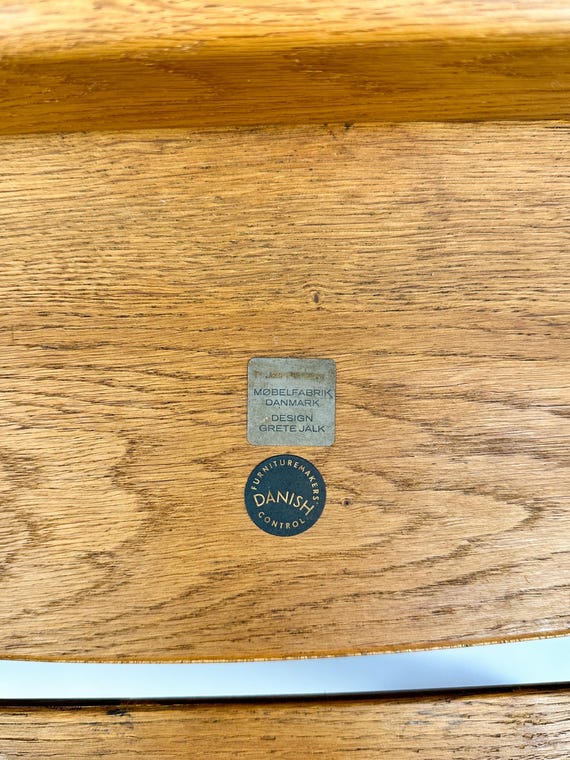 MØBELFABRIK
DANMARK
DESIGN
GRETE JALK
FURNITUREMAKERS'
DANISH
CONTROL